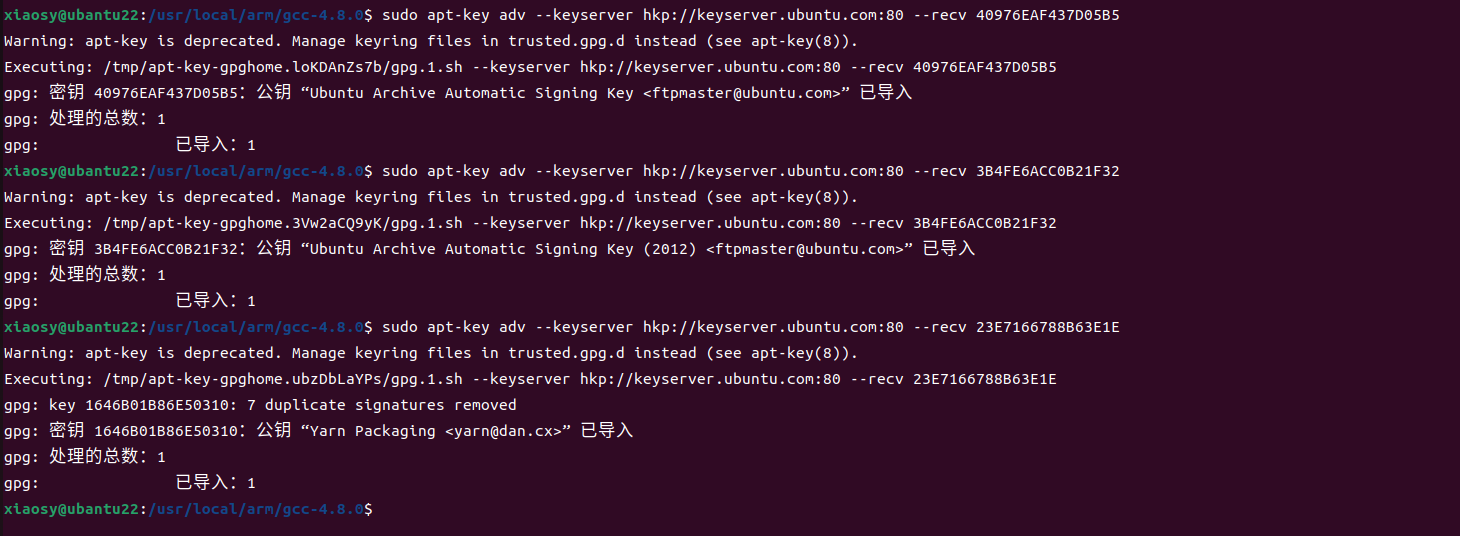 xiaosy@ubantu22:/usr/local/arm/gcc-4.8.0$ sudo apt-key adv --keyserver hkp://keyserver.ubuntu.com:80 --recv 40976EAF437D05B5
Warning: apt-key is deprecated. Manage keyring files in trusted.gpg.d instead (see apt-key(8)).
Executing: /tmp/apt-key-gpghome.loKDAnZs7b/gpg.1.sh --keyserver hkp://keyserver.ubuntu.com:80 --recv 40976EAF437D05B5
gpg: 密钥 40976EAF437D05B5：公钥 “Ubuntu Archive Automatic Signing Key <ftpmaster@ubuntu.com>” 已导入
gpg: 处理的总数：1
gpg:               已导入：1
xiaosy@ubantu22:/usr/local/arm/gcc-4.8.0$ sudo apt-key adv --keyserver hkp://keyserver.ubuntu.com:80 --recv 3B4FE6ACC0B21F32
Warning: apt-key is deprecated. Manage keyring files in trusted.gpg.d instead (see apt-key(8)).
Executing: /tmp/apt-key-gpghome.3Vw2aCQ9yK/gpg.1.sh --keyserver hkp://keyserver.ubuntu.com:80 --recv 3B4FE6ACC0B21F32
gpg: 密钥 3B4FE6ACC0B21F32：公钥 “Ubuntu Archive Automatic Signing Key (2012) <ftpmaster@ubuntu.com>” 已导入
gpg: 处理的总数：1
gpg:               已导入：1
xiaosy@ubantu22:/usr/local/arm/gcc-4.8.0$ sudo apt-key adv --keyserver hkp://keyserver.ubuntu.com:80 --recv 23E7166788B63E1E
Warning: apt-key is deprecated. Manage keyring files in trusted.gpg.d instead (see apt-key(8)).
Executing: /tmp/apt-key-gpghome.ubzDbLaYPs/gpg.1.sh --keyserver hkp://keyserver.ubuntu.com:80 --recv 23E7166788B63E1E
gpg: key 1646B01B86E50310: 7 duplicate signatures removed
gpg: 密钥 1646B01B86E50310：公钥 “Yarn Packaging <yarn@dan.cx>” 已导入
gpg: 处理的总数：1
gpg:               已导入：1
xiaosy@ubantu22:/usr/local/arm/gcc-4.8.0$